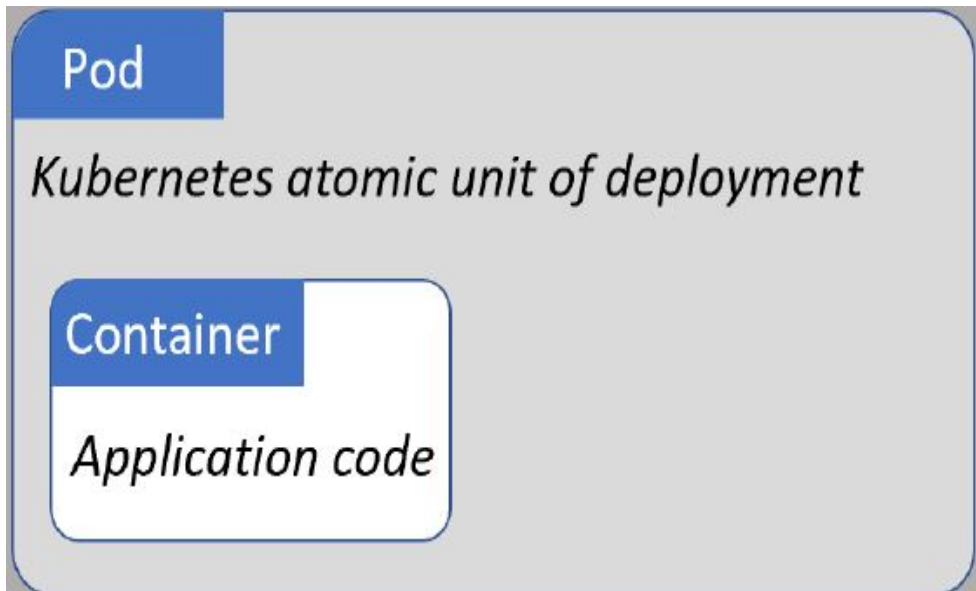 Pod
Kubernetes atomic unit of deployment
Container
Application code